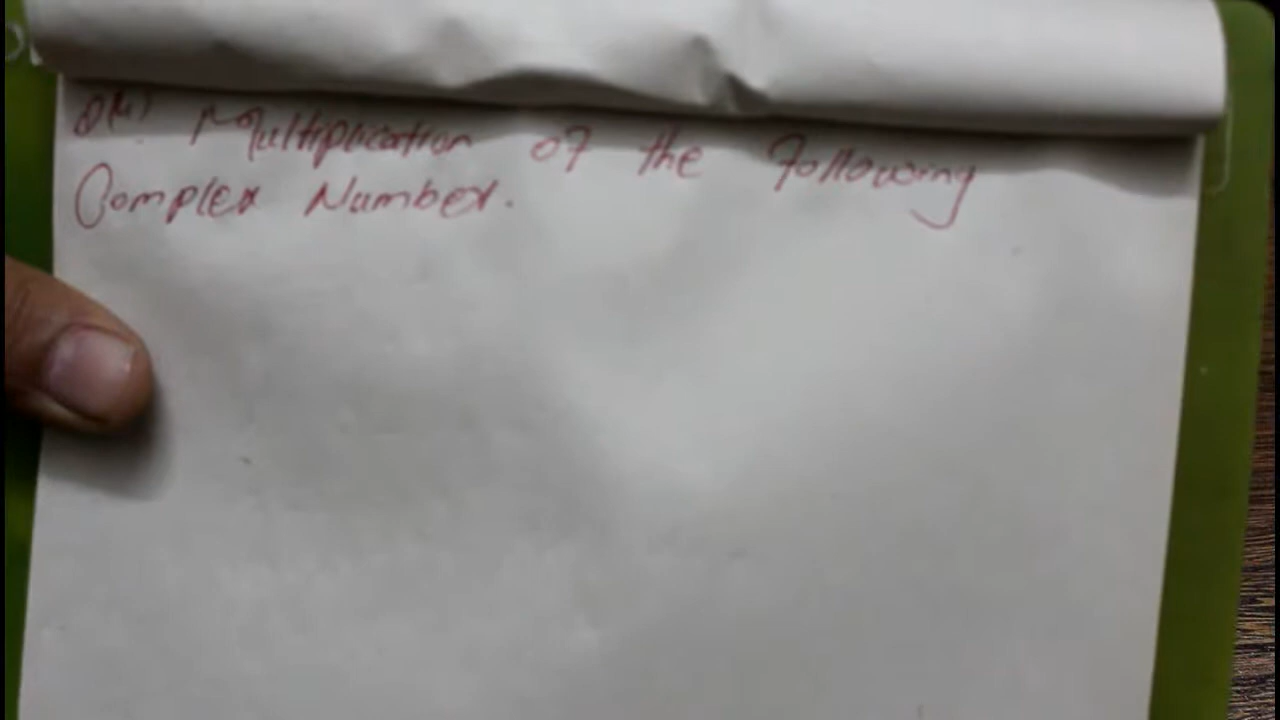 Multiplication of the following
Complex Number.